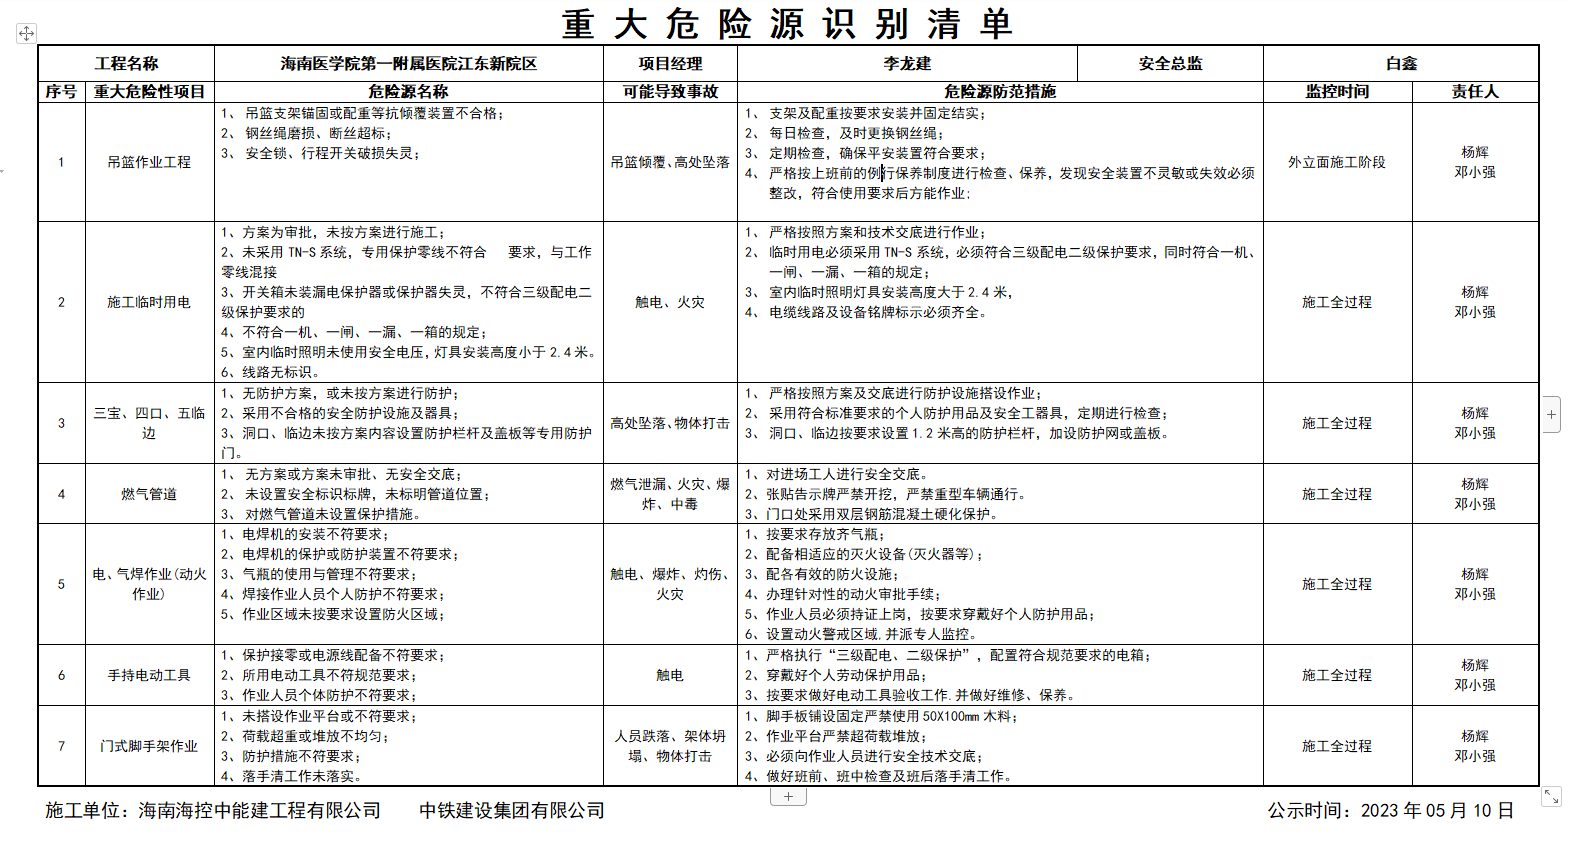 重大危险源识别清单
工程名称 海南医学院第一附属医院江东新院区 项目经理 李龙建 安全总监 白鑫
序号 重大危险性项目 危险源名称 可能导致事故 危险源防范措施 监控时间 责任人
1 吊篮作业工程
1、 吊篮支架锚固或配重等抗倾覆装置不合格；
2、 钢丝绳磨损、断丝超标；
3、 安全锁、行程开关破损失灵；
吊篮倾覆、高处坠落
1、 支架及配重按要求安装并固定结实；
2、 每日检查，及时更换钢丝绳；
3、 定期检查，确保平安装置符合要求；
4、 严格按上班前的例行保养制度进行检查、保养，发现安全装置不灵敏或失效必须
整改，符合使用要求后方能作业；
外立面施工阶段
杨辉
邓小强
2 施工临时用电
1、方案为审批，未按方案进行施工；
2、未采用 TN-S 系统，专用保护零线不符合 要求，与工作
零线混接
3、开关箱未装漏电保护器或保护器失灵，不符合三级配电二
级保护要求的
4、不符合一机、一闸、一漏、一箱的规定；
5、室内临时照明未使用安全电压，灯具安装高度小于 2.4 米。
6、线路无标识。
触电、火灾
1、 严格按照方案和技术交底进行作业；
2、 临时用电必须采用 TN-S 系统，必须符合三级配电二级保护要求，同时符合一机、
一闸、一漏、一箱的规定；
3、 室内临时照明灯具安装高度大于 2.4 米，
4、 电缆线路及设备铭牌标示必须齐全。
施工全过程
杨辉
邓小强
3 三宝、四口、五临
边
1、无防护方案，或未按方案进行防护；
2、采用不合格的安全防护设施及器具；
3、洞口、临边未按方案内容设置防护栏杆及盖板等专用防护
门。
高处坠落、物体打击
1、 严格按照方案及交底进行防护设施搭设作业；
2、 采用符合标准要求的个人防护用品及安全工器具，定期进行检查；
3、 洞口、临边按要求设置 1.2 米高的防护栏杆，加设防护网或盖板。
施工全过程
杨辉
邓小强
4 燃气管道
1、 无方案或方案未审批、无安全交底；
2、 未设置安全标识标牌，未标明管道位置；
3、 对燃气管道未设置保护措施。
燃气泄漏、火灾、爆
炸、中毒
1、对进场工人进行安全交底。
2、张贴告示牌严禁开挖，严禁重型车辆通行。
3、门口处采用双层钢筋混凝土硬化保护。
施工全过程
杨辉
邓小强
5 电、气焊作业(动火
作业)
1、电焊机的安装不符要求；
2、电焊机的保护或防护装置不符要求；
3、气瓶的使用与管理不符要求；
4、焊接作业人员个人防护不符要求；
5、作业区域未按要求设置防火区域；
触电、爆炸、灼伤、
火灾
1、按要求存放齐气瓶；
2、配备相适应的灭火设备(灭火器等)；
3、配各有效的防火设施；
4、办理针对性的动火审批手续；
5、作业人员必须持证上岗，按要求穿戴好个人防护用品；
6、设置动火警戒区域.并派专人监控。
施工全过程
杨辉
邓小强
6 手持电动工具
1、保护接零或电源线配备不符要求；
2、所用电动工具不符规范要求；
3、作业人员个体防护不符要求；
触电
1、严格执行“三级配电、二级保护”，配置符合规范要求的电箱；
2、穿戴好个人劳动保护用品；
3、按要求做好电动工具验收工作.并做好维修、保养。
施工全过程
杨辉
邓小强
7 门式脚手架作业
1、未搭设作业平台或不符要求；
2、荷载超重或堆放不均匀；
3、防护措施不符要求；
4、落手清工作未落实。
人员跌落、架体坍
塌、物体打击
1、脚手板铺设固定严禁使用 50X100mm 木料；
2、作业平台严禁超荷载堆放；
3、必须向作业人员进行安全技术交底；
4、做好班前、班中检查及班后落手清工作。
施工全过程
杨辉
邓小强
施工单位：海南海控中能建工程有限公司 中铁建设集团有限公司 公示时间：2023 年 05 月 10 日